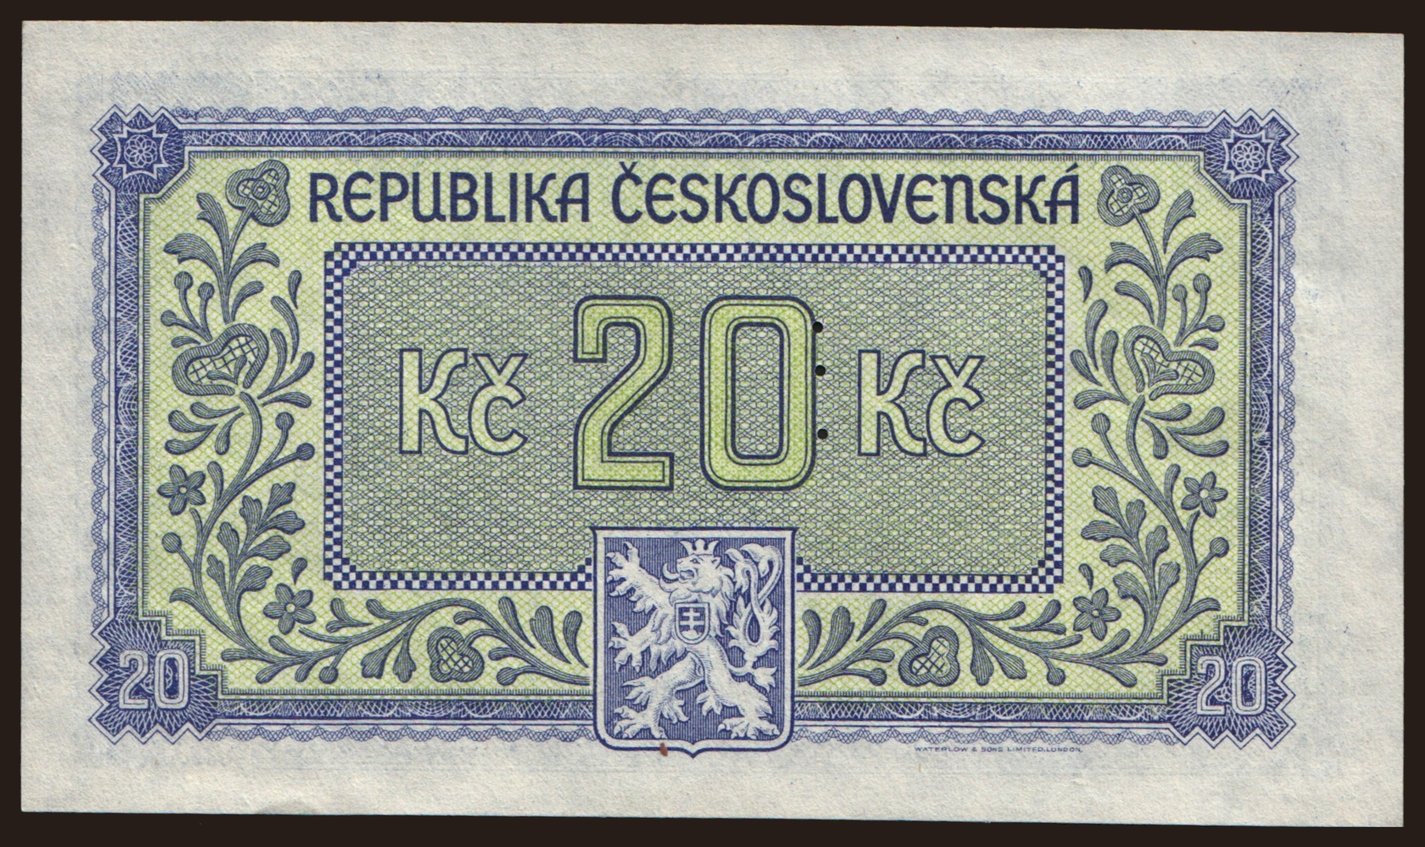 REPUBLIKA ČESKOSLOVENSKÁ
Kč 20 Kč
20 20
WATERLOW & SONS LIMITED, LONDON.